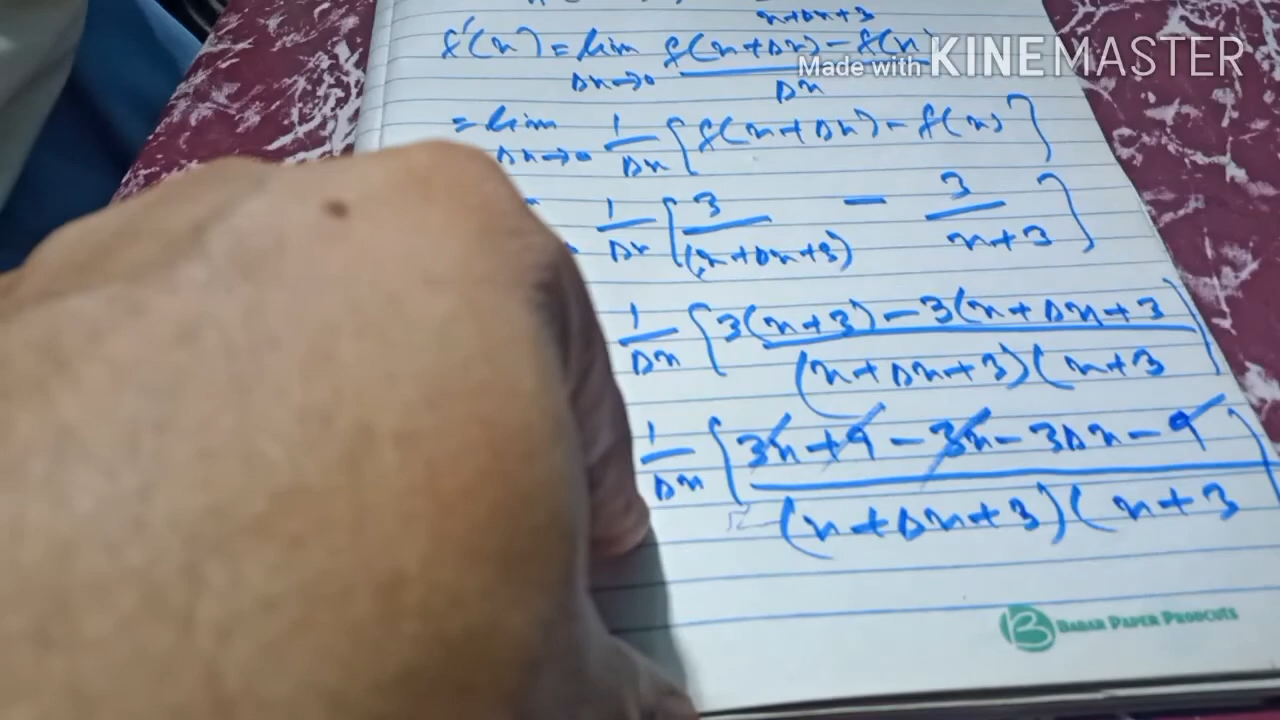 x+Δx+3
f'(x) = lim Δx→0 f(x+Δx) - f(x) / Δx
Made with KINEMASTER
= lim Δx→0 1/Δx [f(x+Δx) - f(x)]
1/Δx [3/(x+Δx+3) - 3/x+3]
1/Δx [3(x+3) - 3(x+Δx+3 / (x+Δx+3)(x+3]
1/Δx [3x+9 - 3x - 3Δx - 9 / (x+Δx+3)(x+3]
BABAR PAPER PRODCUTS